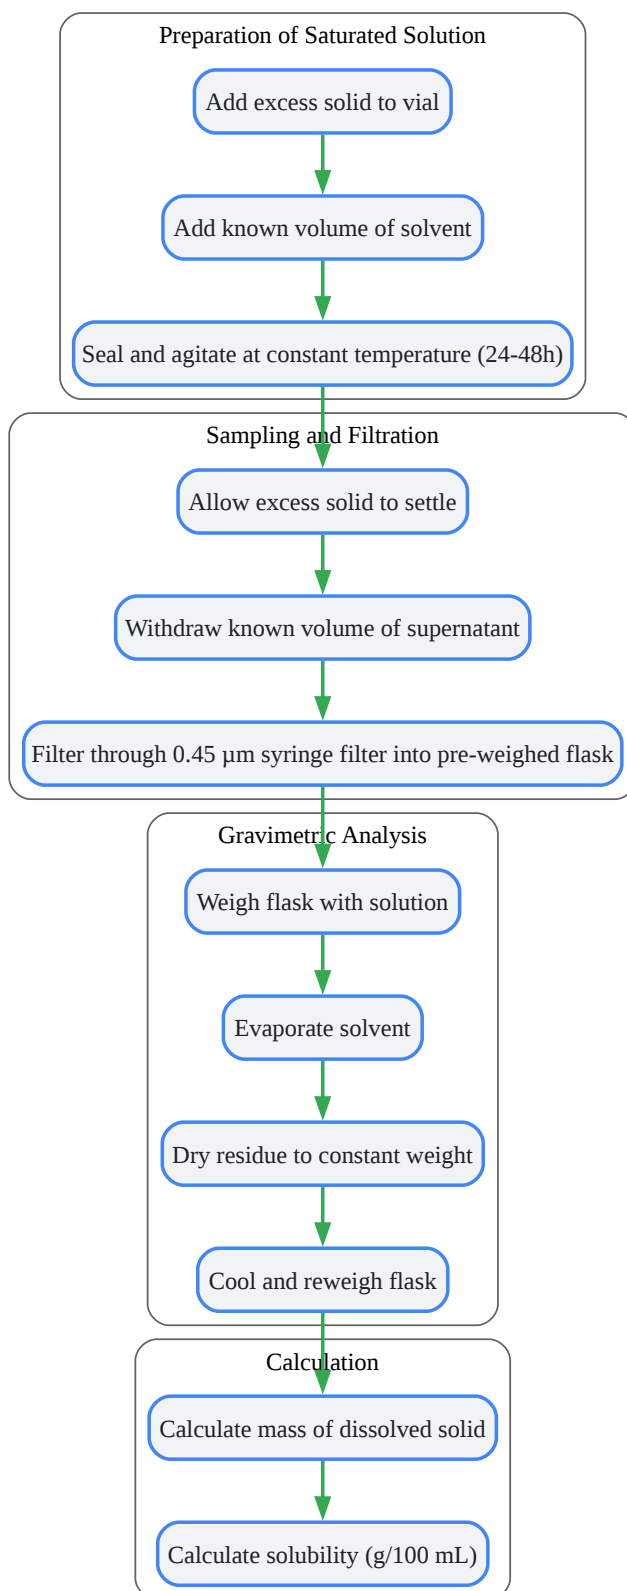 Preparation of Saturated Solution
Add excess solid to vial
Add known volume of solvent
Seal and agitate at constant temperature (24-48h)
Sampling and Filtration
Allow excess solid to settle
Withdraw known volume of supernatant
Filter through 0.45 µm syringe filter into pre-weighed flask
Gravimetric Analysis
Weigh flask with solution
Evaporate solvent
Dry residue to constant weight
Cool and reweigh flask
Calculation
Calculate mass of dissolved solid
Calculate solubility (g/100 mL)